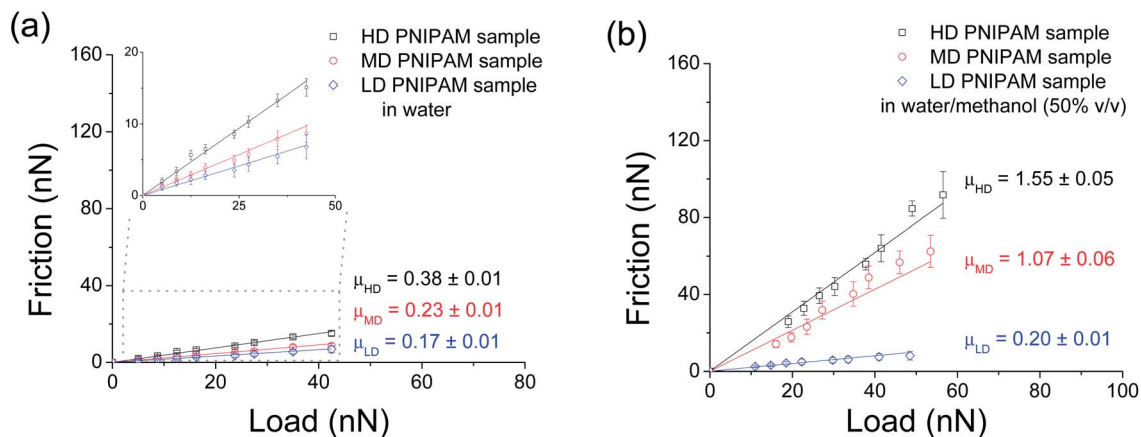 (a)
HD PNIPAM sample
MD PNIPAM sample
LD PNIPAM sample
in water
160
120
80
40
0
Friction (nN)
20
10
0
0 25 50
μHD = 0.38 ± 0.01
μMD = 0.23 ± 0.01
μLD = 0.17 ± 0.01
0 20 40 60 80
Load (nN)
(b)
HD PNIPAM sample
MD PNIPAM sample
LD PNIPAM sample
in water/methanol (50% v/v)
160
120
80
40
0
Friction (nN)
μHD = 1.55 ± 0.05
μMD = 1.07 ± 0.06
μLD = 0.20 ± 0.01
0 20 40 60 80 100
Load (nN)